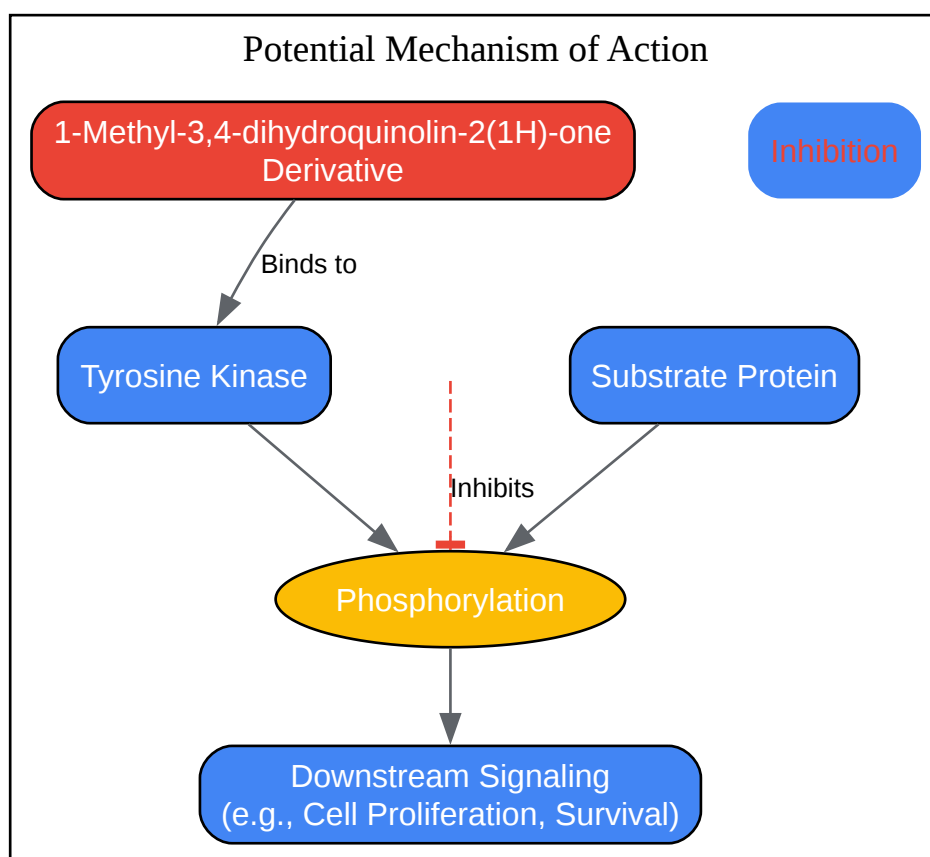 Potential Mechanism of Action
1-Methyl-3,4-dihydroquinolin-2(1H)-one
Derivative
Inhibition
Binds to
Tyrosine Kinase
Substrate Protein
Inhibits
Phosphorylation
Downstream Signaling
(e.g., Cell Proliferation, Survival)